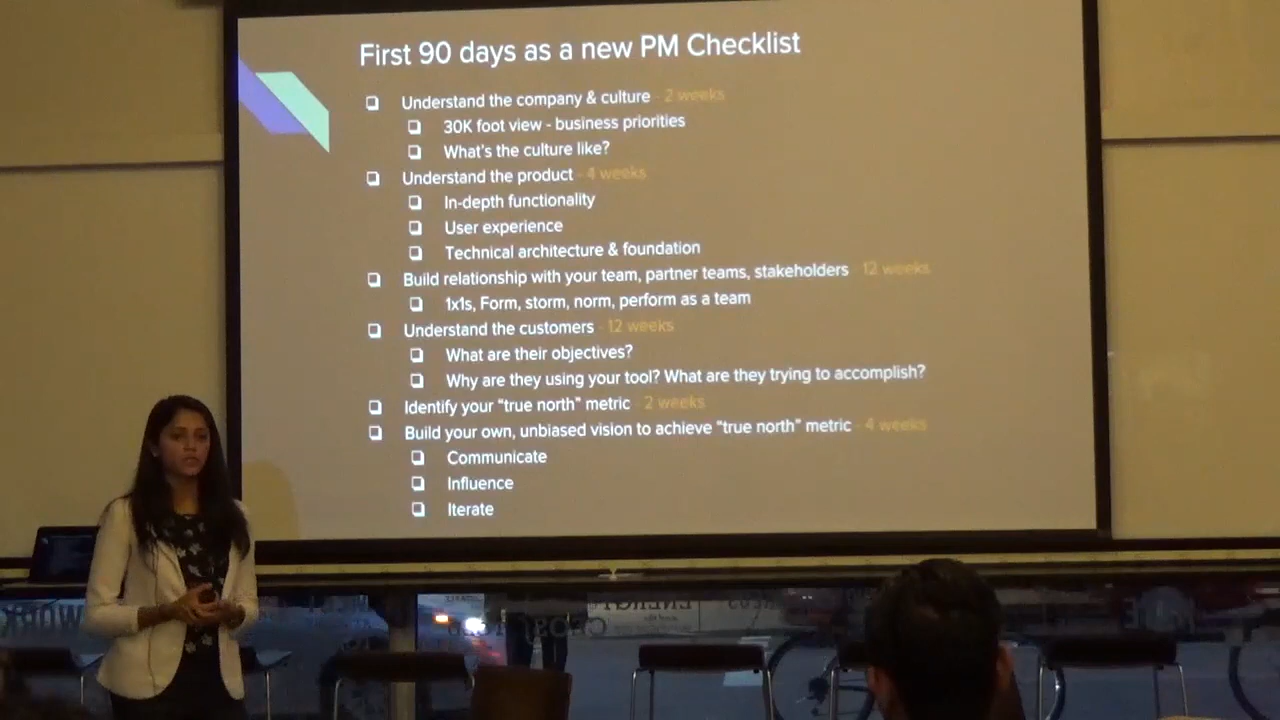 First 90 days as a new PM Checklist
Understand the company & culture - 2 weeks
30K foot view - business priorities
What's the culture like?
Understand the product - 4 weeks
In-depth functionality
User experience
Technical architecture & foundation
Build relationship with your team, partner teams, stakeholders 12 weeks
1x1s, Form, storm, norm, perform as a team
Understand the customers - 12 weeks
What are their objectives?
Why are they using your tool? What are they trying to accomplish?
Identify your “true north” metric - 2 weeks
Build your own, unbiased vision to achieve “true north” metric - 4 weeks
Communicate
Influence
Iterate
ENERGY